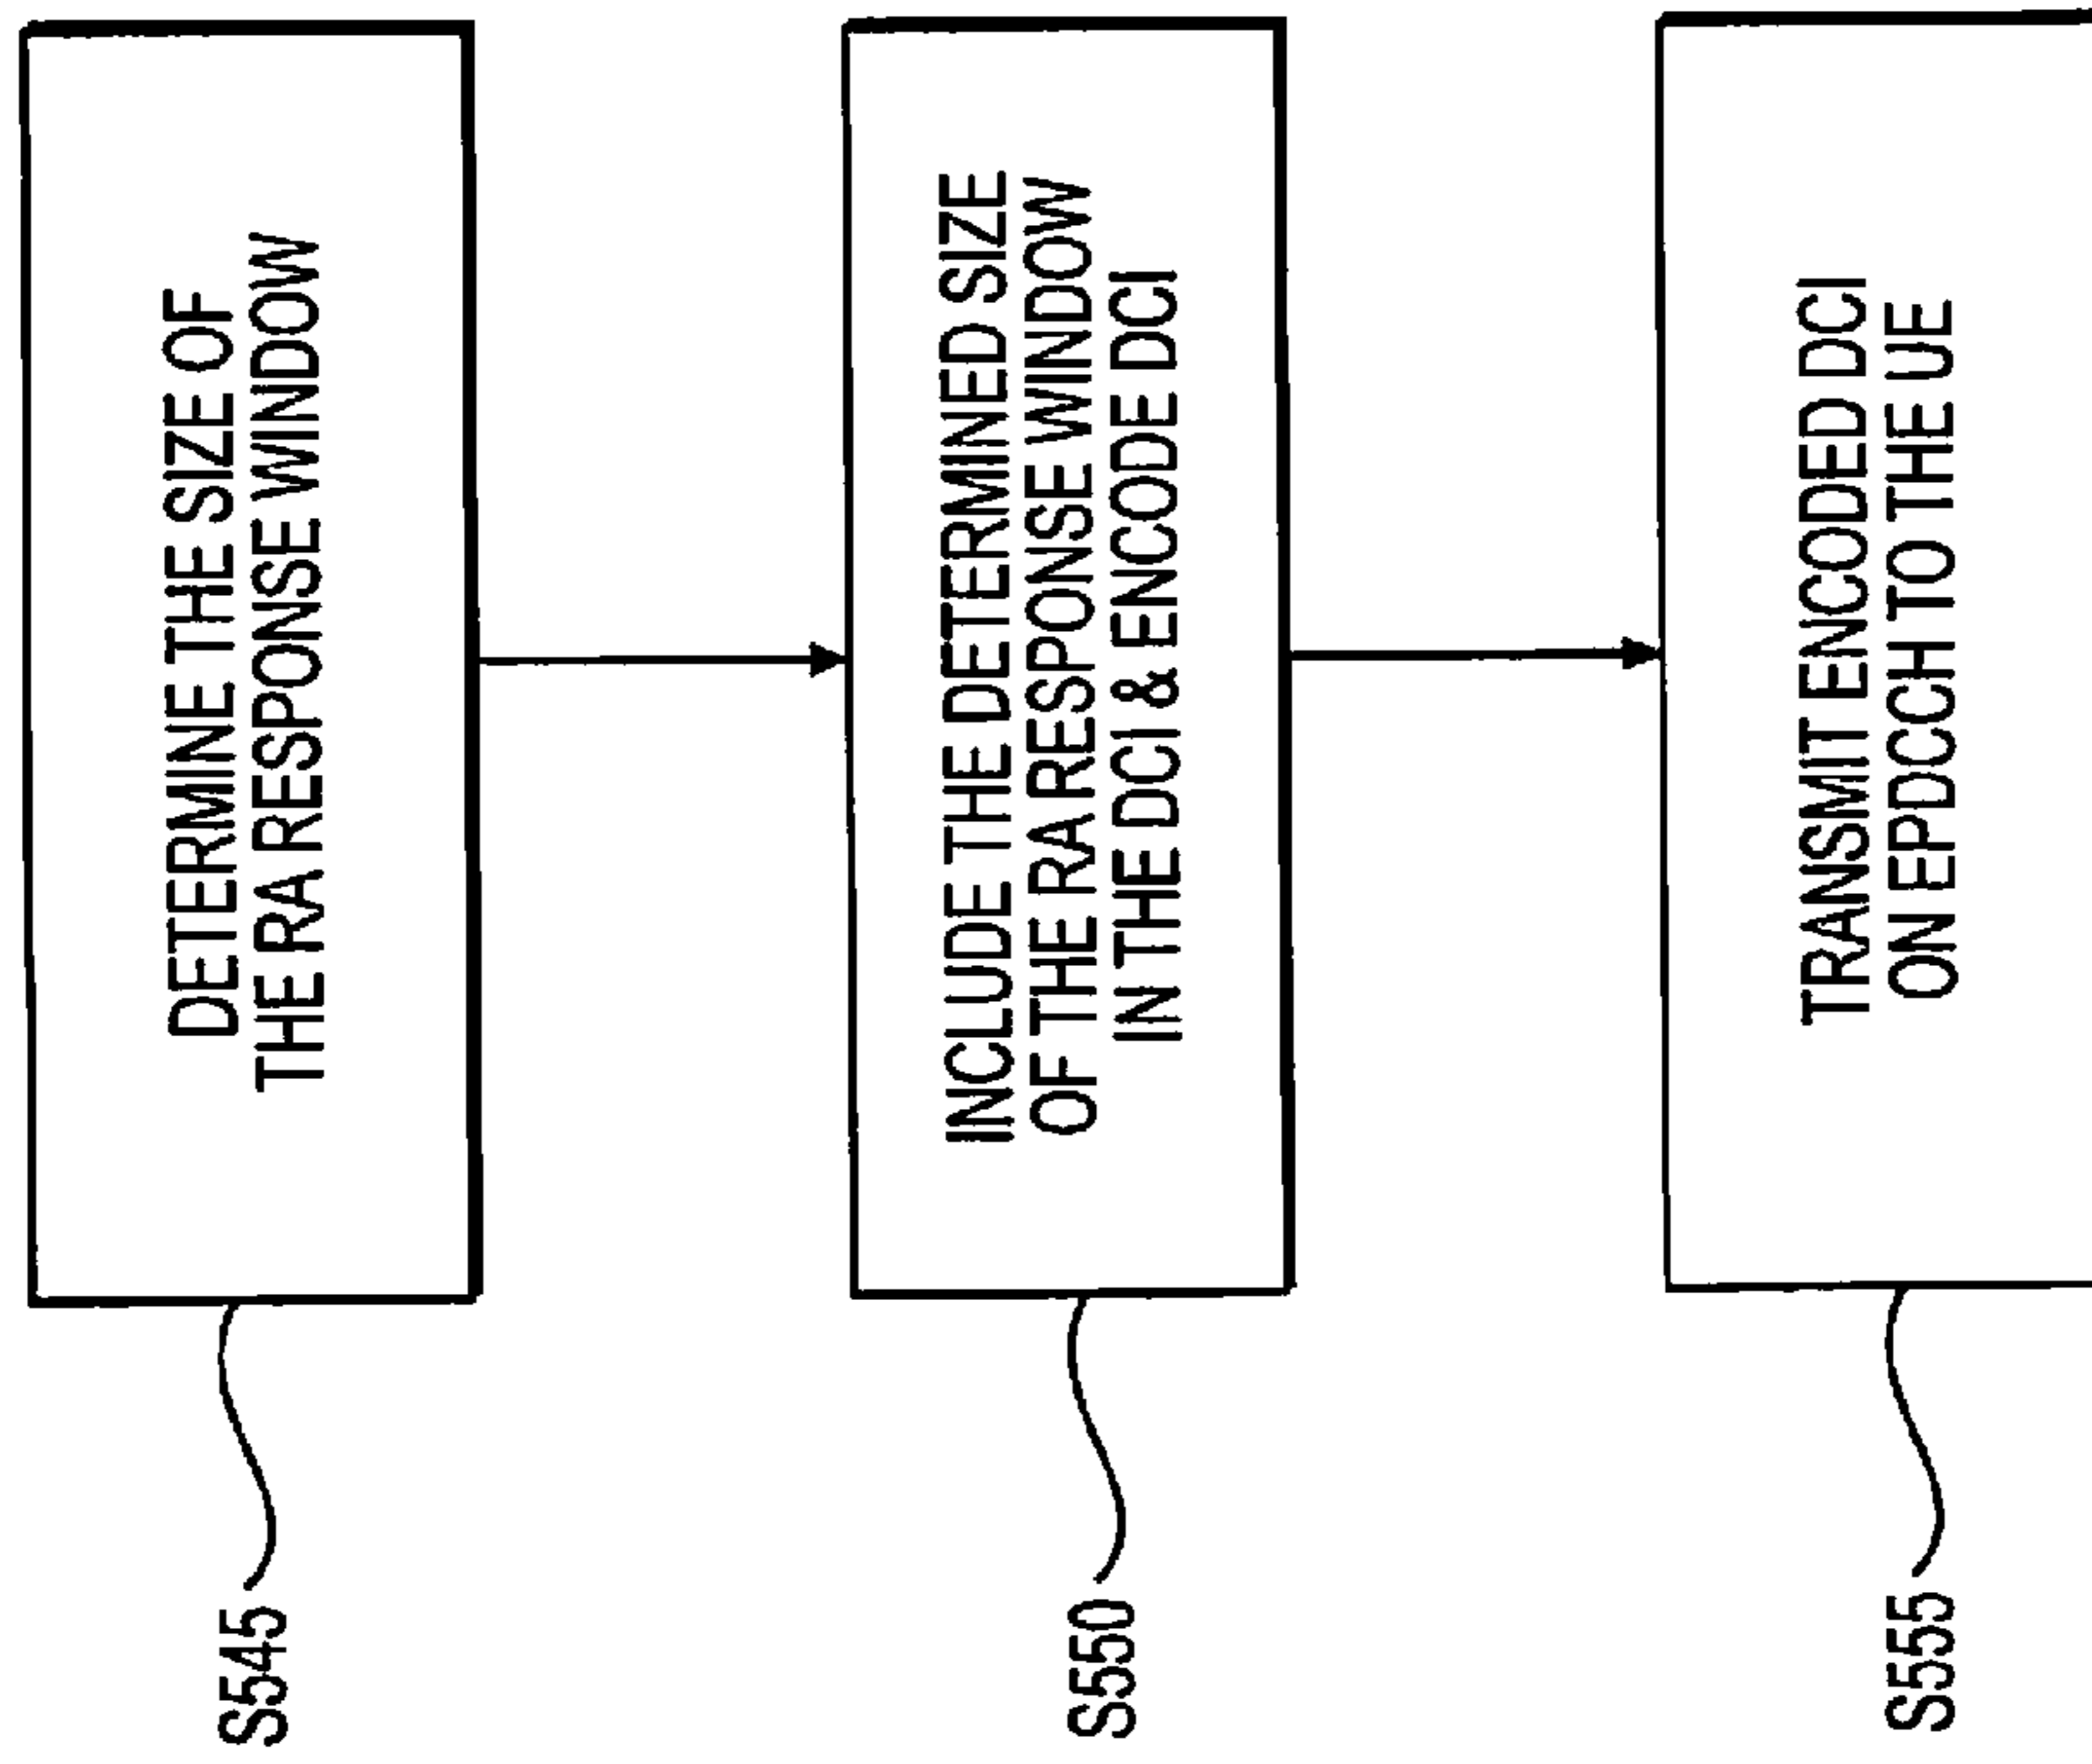 S545
DETERMINE THE SIZE OF
THE RA RESPONSE WINDOW
S550
INCLUDE THE DETERMINED SIZE
OF THE RA RESPONSE WINDOW
IN THE DCI & ENCODE DCI
S555
TRANSMIT ENCODED DCI
ON EPDCCH TO THE UE